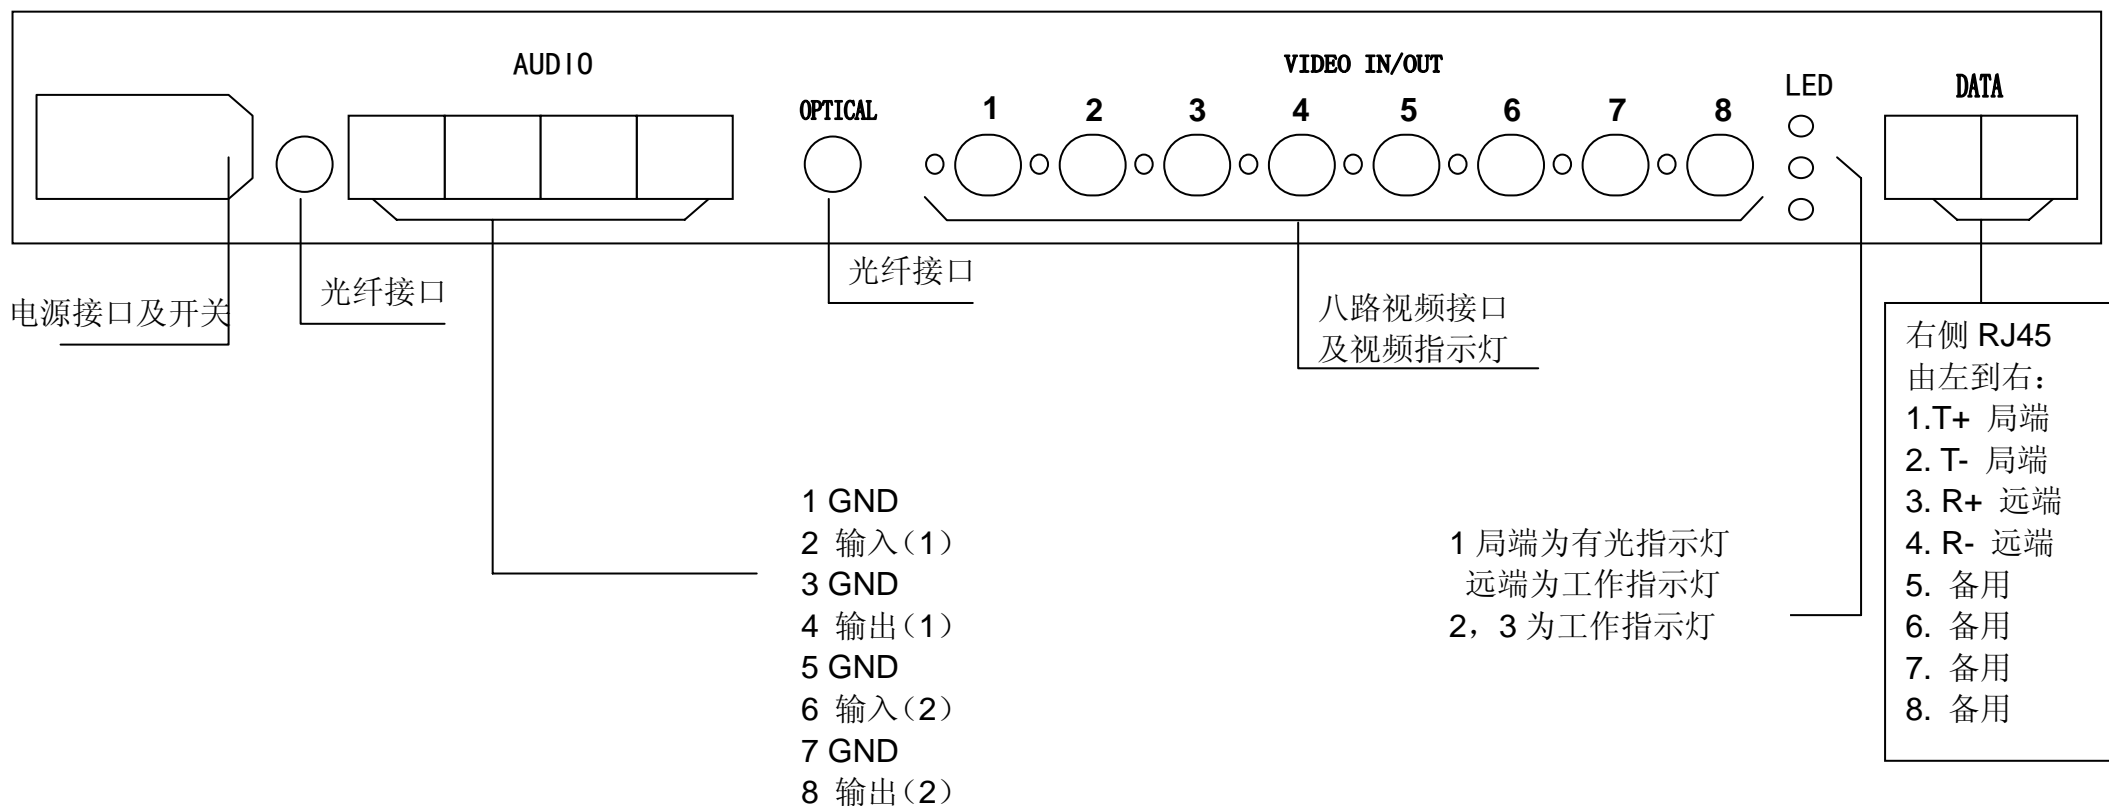 AUDIO
VIDEO IN/OUT
LED
DATA
OPTICAL
1 2 3 4 5 6 7 8
电源接口及开关
光纤接口
光纤接口
八路视频接口
及视频指示灯
1 GND
2 输入（1）
3 GND
4 输出（1）
5 GND
6 输入（2）
7 GND
8 输出（2）
1 局端为有光指示灯
远端为工作指示灯
2，3 为工作指示灯
右侧 RJ45
由左到右：
1.T+ 局端
2. T- 局端
3. R+ 远端
4. R- 远端
5. 备用
6. 备用
7. 备用
8. 备用